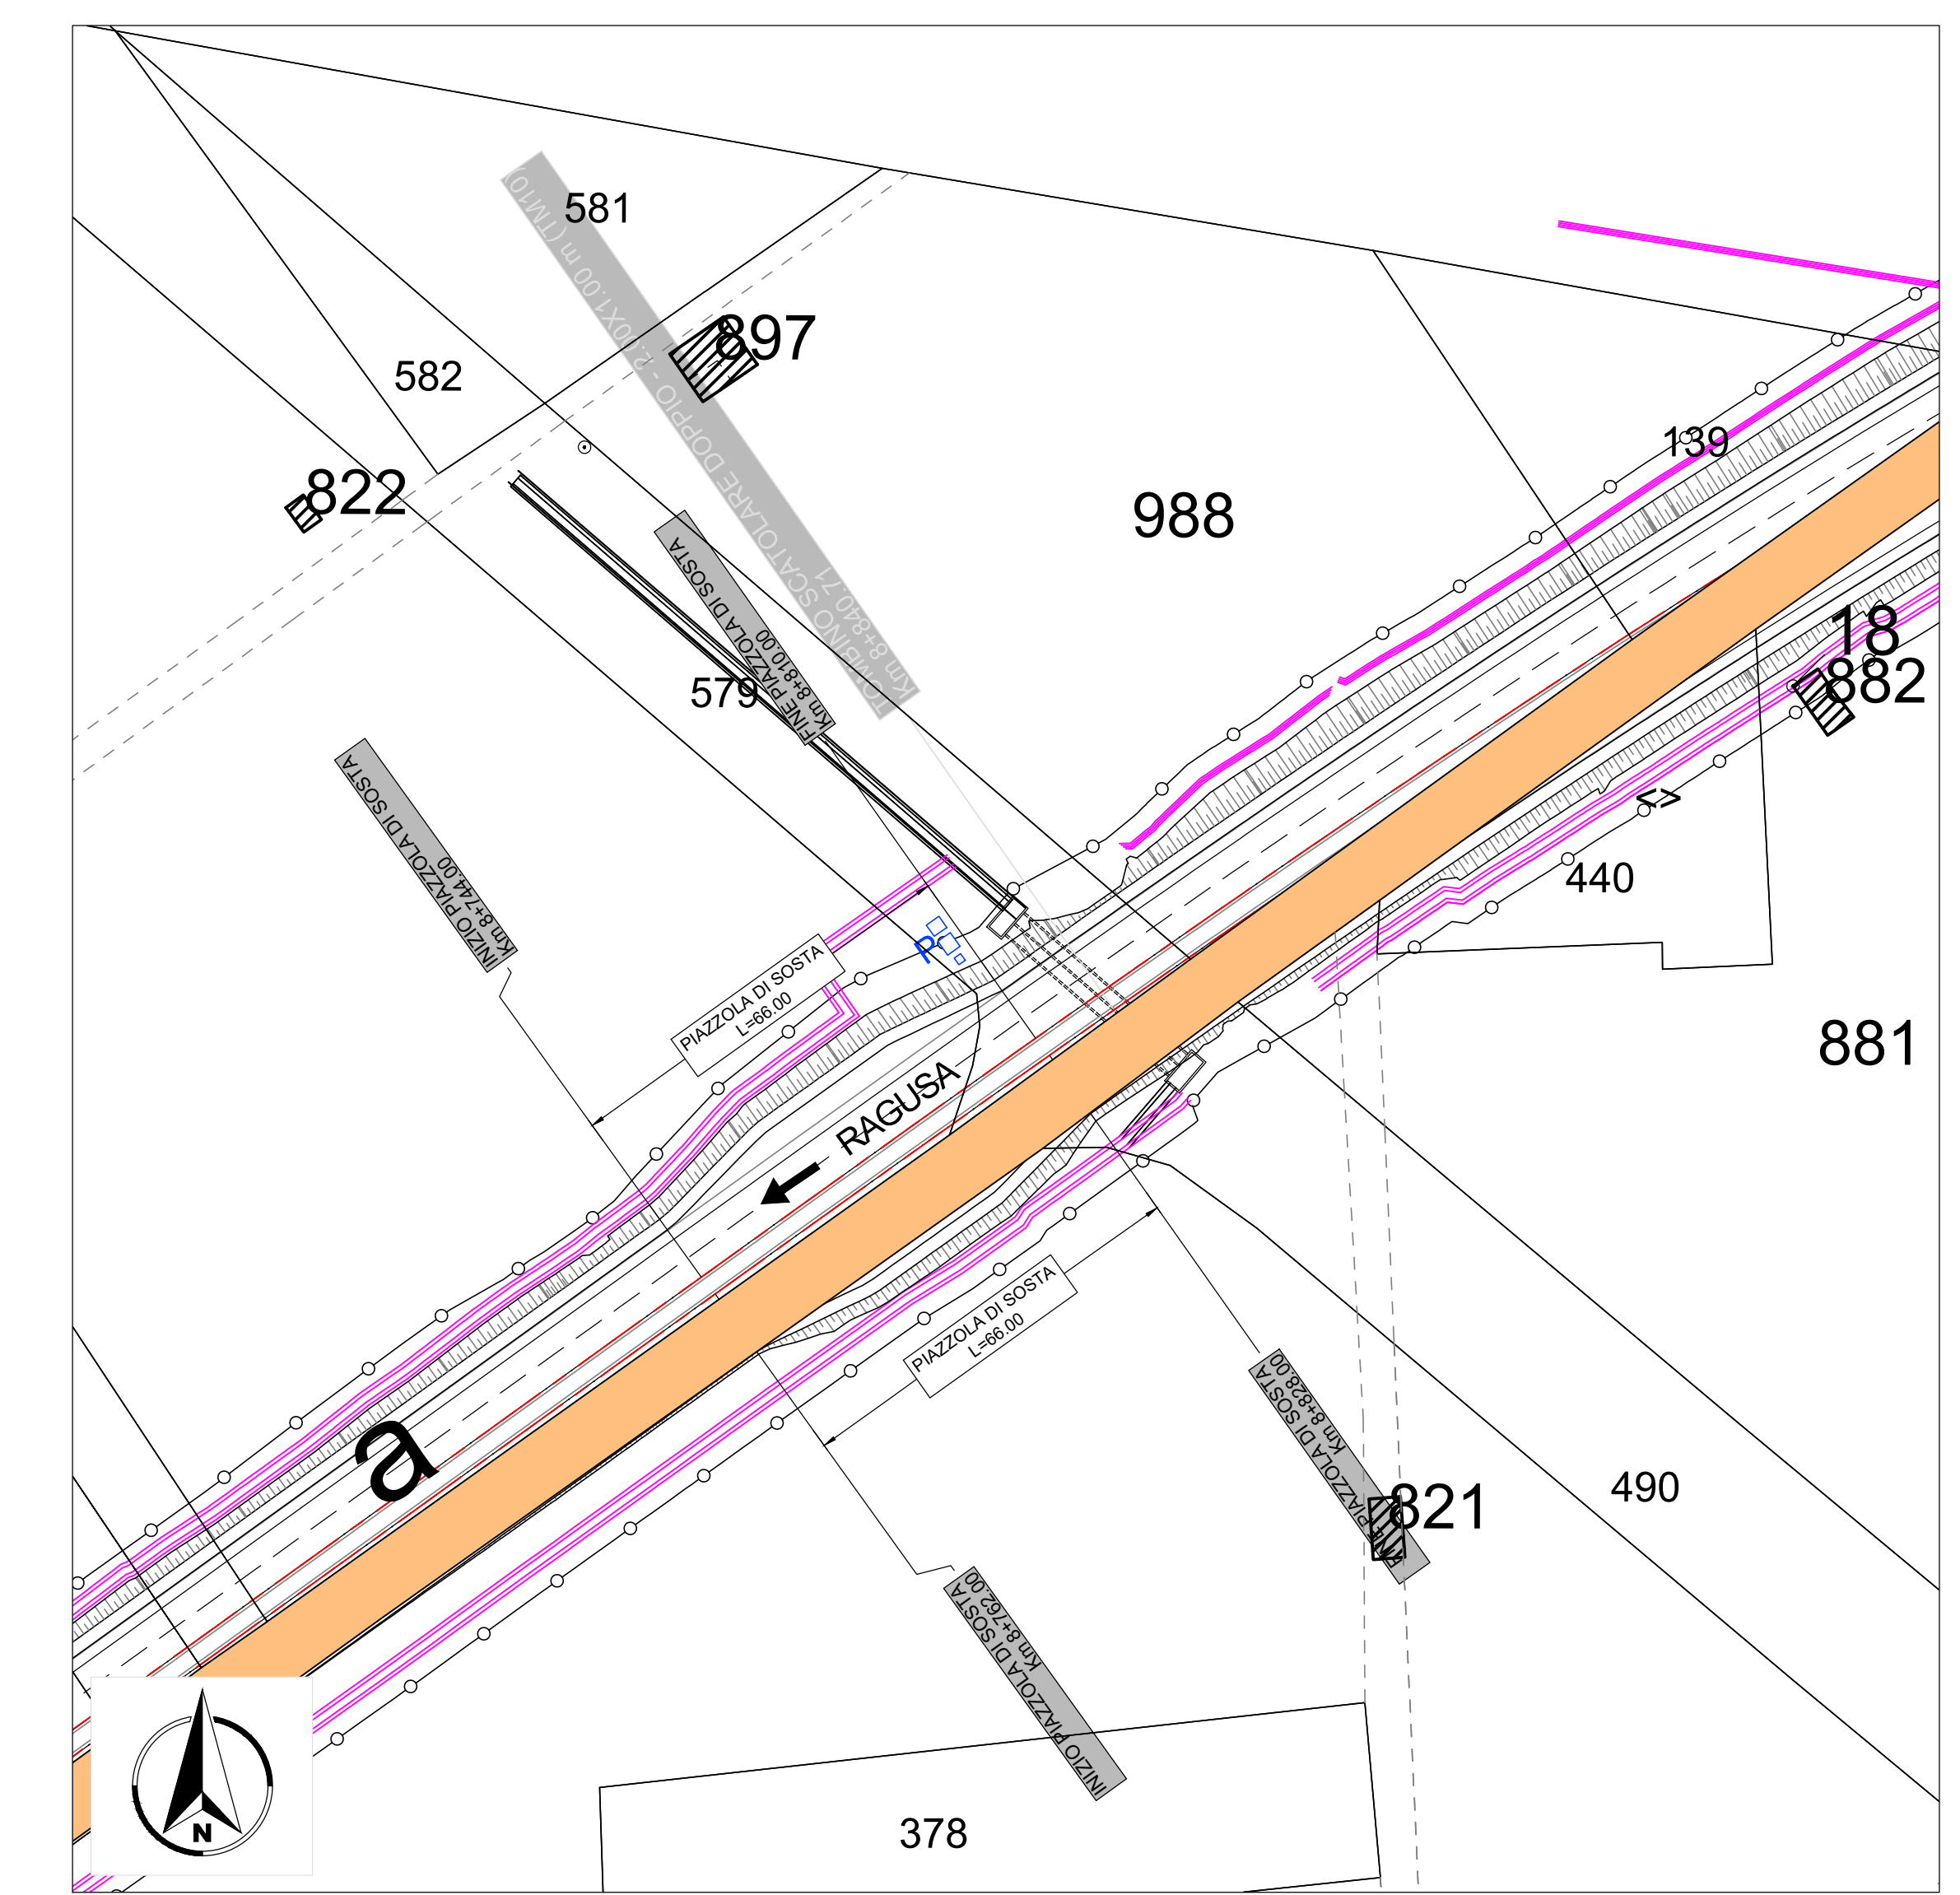 581
TOMBINO SCATOLARE DOPPIO - 2.00X1.00 m (TM10)
Km 8+840.71
897
582
822
988
139
FINE PIAZZOLA DI SOSTA
Km 8+810.00
579
18
882
INIZIO PIAZZOLA DI SOSTA
Km 8+744.00
<>
440
P
PIAZZOLA DI SOSTA
L=66.00
881
RAGUSA
PIAZZOLA DI SOSTA
L=66.00
FINE PIAZZOLA DI SOSTA
Km 8+828.00
a
821
490
INIZIO PIAZZOLA DI SOSTA
Km 8+762.00
N
378